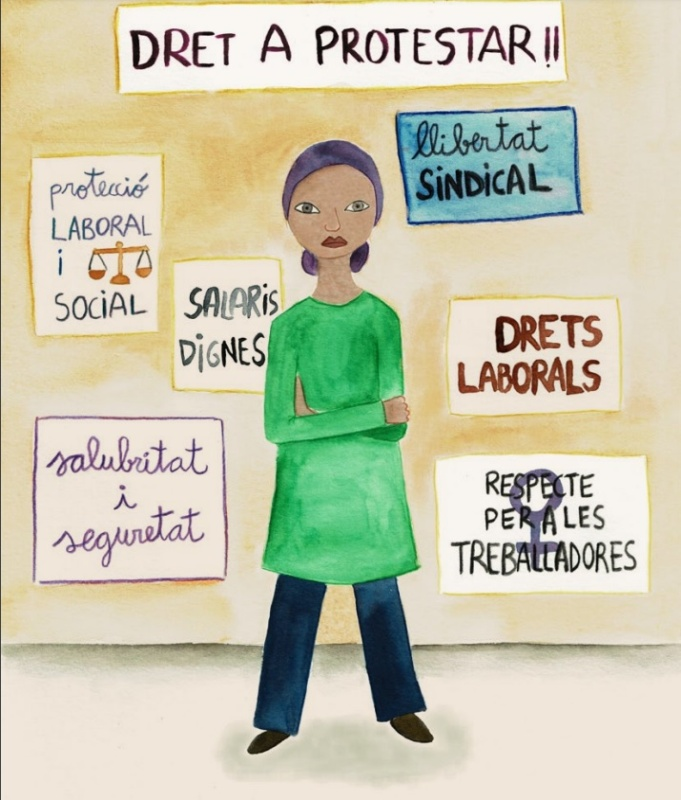 DRET A PROTESTAR!!
llibertat
SiNDiCAL
protecció
LABORAL
i
SOCiAL
SALARiS
DiGNES
DRETS
LABORALS
salubritat
i
seguretat
RESPECTE
PER A LES
TREBALLADORES